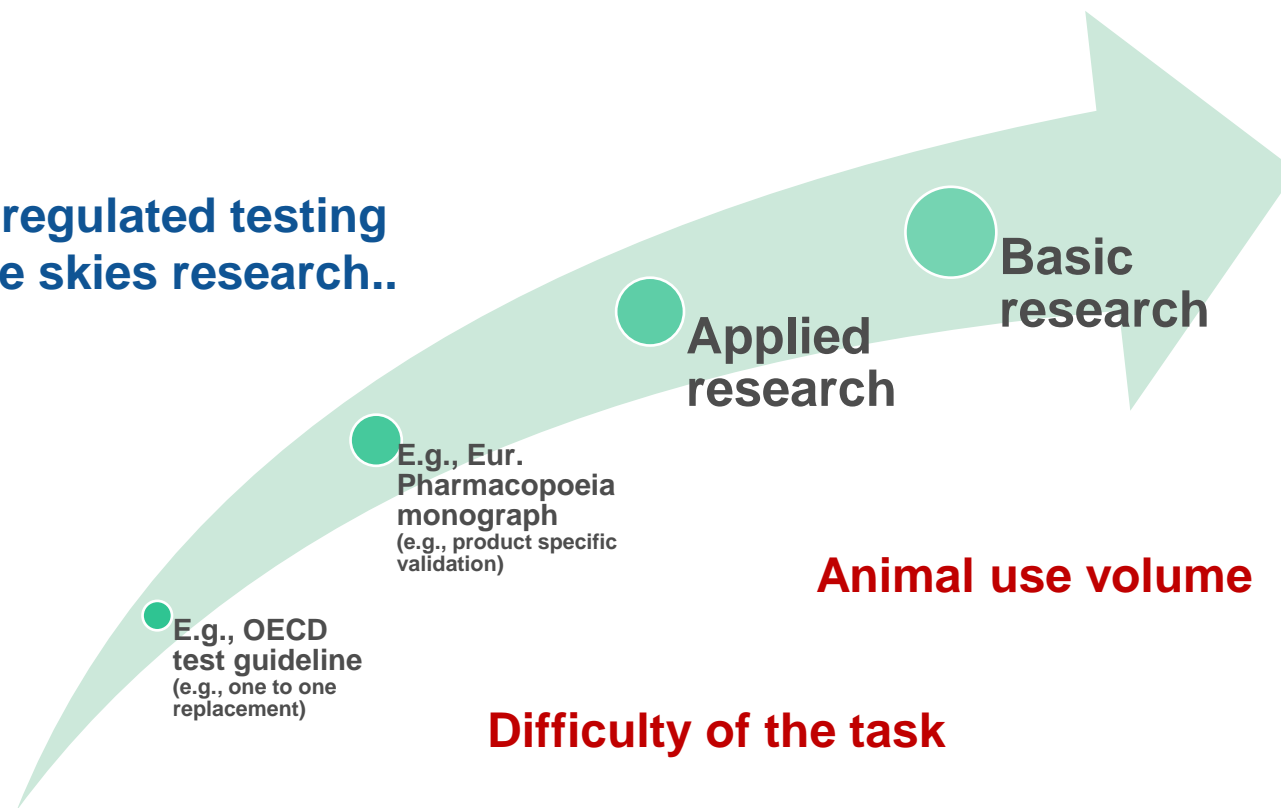 regulated testing
e skies research..
Basic
research
Applied
research
E.g., Eur.
Pharmacopoeia
monograph
(e.g., product specific
validation)
Animal use volume
E.g., OECD
test guideline
(e.g., one to one
replacement)
Difficulty of the task